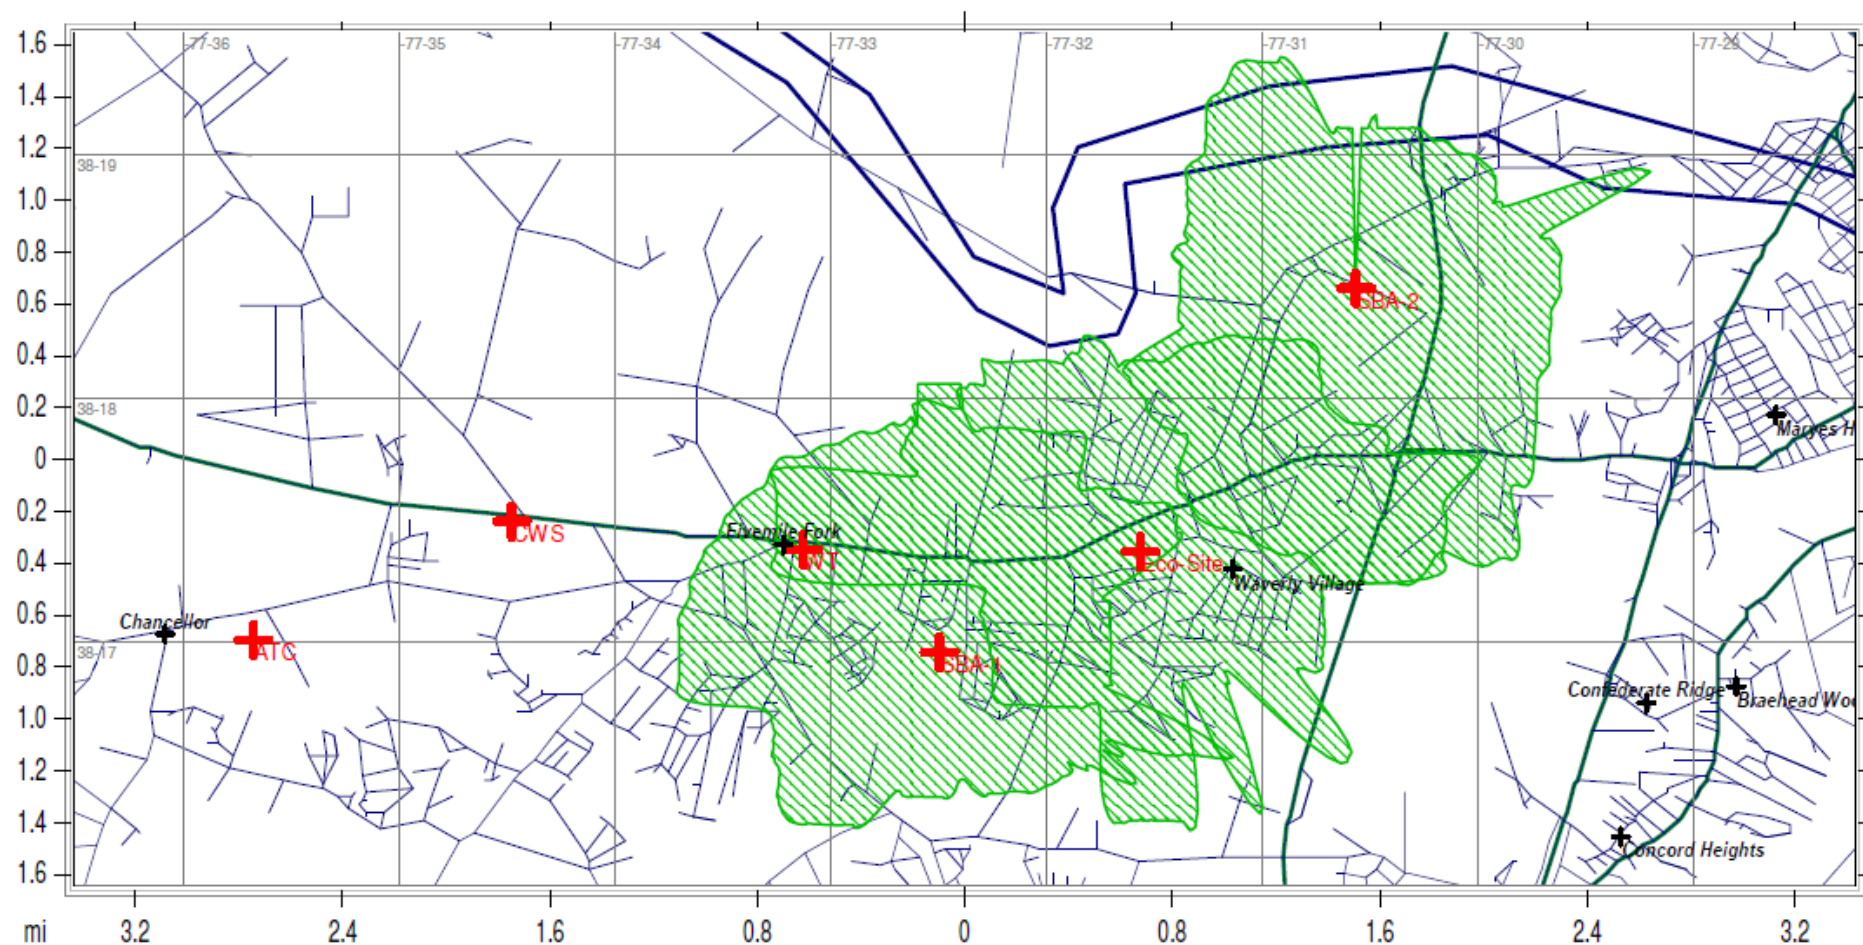 1.6
-77-36
-77-35
-77-34
-77-33
-77-32
-77-31
-77-30
-77-29
1.4
1.2
38-19
1.0
0.8
0.6
SBA-2
0.4
0.2
38-18
Maryes H
0
0.2
CWS
Fivemile Fork
0.4
WT
Eco-Site
Waverly Village
0.6
Chancellor
38-17
ATC
0.8
SBA-1
Confederate Ridge
Braehead Woo
1.0
1.2
1.4
Concord Heights
1.6
mi
3.2
2.4
1.6
0.8
0
0.8
1.6
2.4
3.2